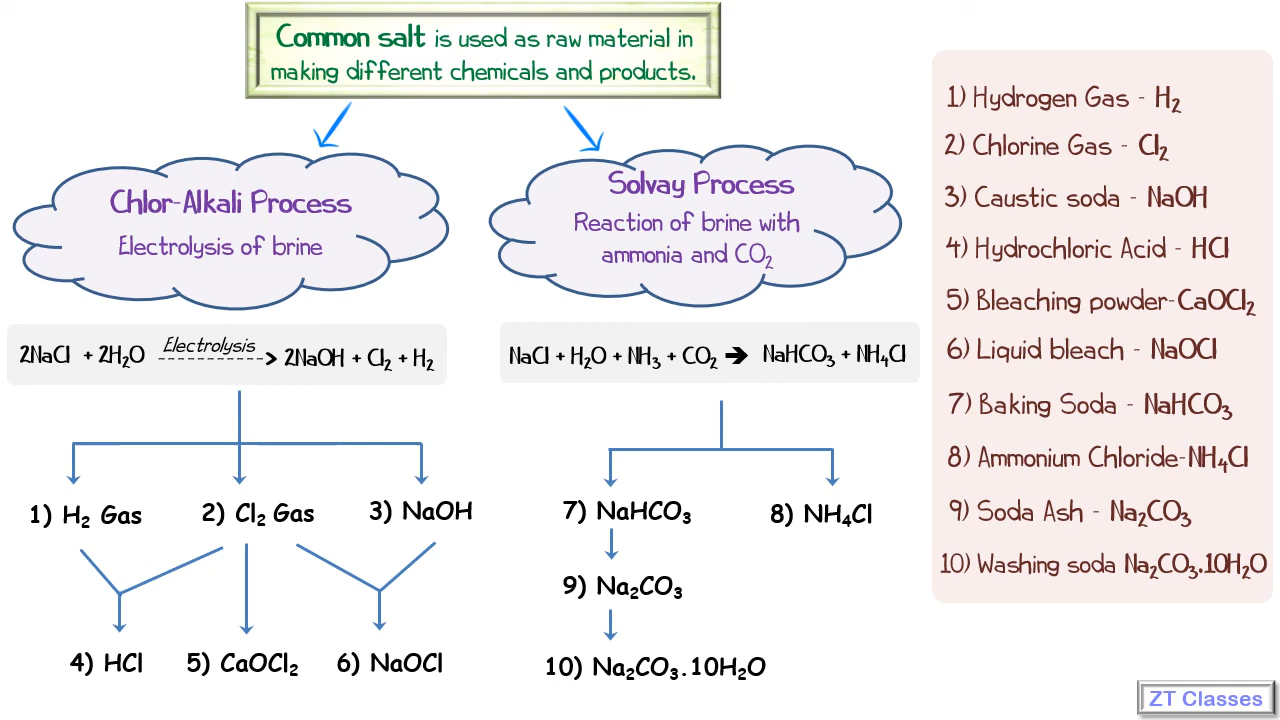 Common salt is used as raw material in
making different chemicals and products.
Chlor-Alkali Process
Electrolysis of brine
Solvay Process
Reaction of brine with
ammonia and CO₂
2NaCl + 2H₂O Electrolysis 2NaOH + Cl₂ + H₂
NaCl + H₂O + NH₃ + CO₂ ➔ NaHCO₃ + NH₄Cl
1) H₂ Gas
2) Cl₂ Gas
3) NaOH
7) NaHCO₃
8) NH₄Cl
9) Na₂CO₃
4) HCl
5) CaOCl₂
6) NaOCl
10) Na₂CO₃.10H₂O
1) Hydrogen Gas - H₂
2) Chlorine Gas - Cl₂
3) Caustic soda - NaOH
4) Hydrochloric Acid - HCl
5) Bleaching powder-CaOCl₂
6) Liquid bleach - NaOCl
7) Baking Soda - NaHCO₃
8) Ammonium Chloride-NH₄Cl
9) Soda Ash - Na₂CO₃
10) Washing soda Na₂CO₃.10H₂O
ZT Classes